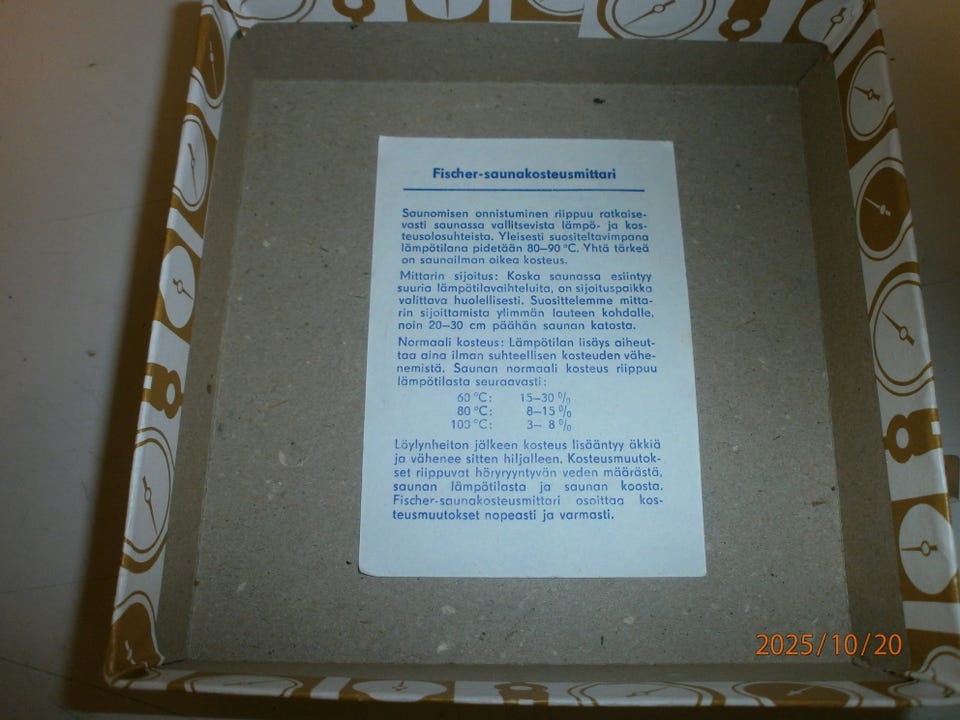 Fischer-saunakosteusmittari
Saunomisen onnistuminen riippuu ratkaise-
vasti saunassa vallitsevista lämpö- ja kos-
teusolosuhteista. Yleisesti suositeltavimpana
lämpötilana pidetään 80–90 °C. Yhtä tärkeä
on saunailman oikea kosteus.
Mittarin sijoitus: Koska saunassa esiintyy
suuria lämpötilavaihteluita, on sijoituspaikka
valittava huolellisesti. Suosittelemme mitta-
rin sijoittamista ylimmän lauteen kohdalle,
noin 20–30 cm päähän saunan katosta.
Normaali kosteus: Lämpötilan lisäys aiheut-
taa aina ilman suhteellisen kosteuden vähe-
nemistä. Saunan normaali kosteus riippuu
lämpötilasta seuraavasti:
60 °C: 15–30 %
80 °C: 8–15 %
100 °C: 3– 8 %
Löylynheiton jälkeen kosteus lisääntyy äkkiä
ja vähenee sitten hiljalleen. Kosteusmuutok-
set riippuvat höryryyntyvän veden määrästä,
saunan lämpötilasta ja saunan koosta.
Fischer-saunakosteusmittari osoittaa kos-
teusmuutokset nopeasti ja varmasti.
2025/10/20